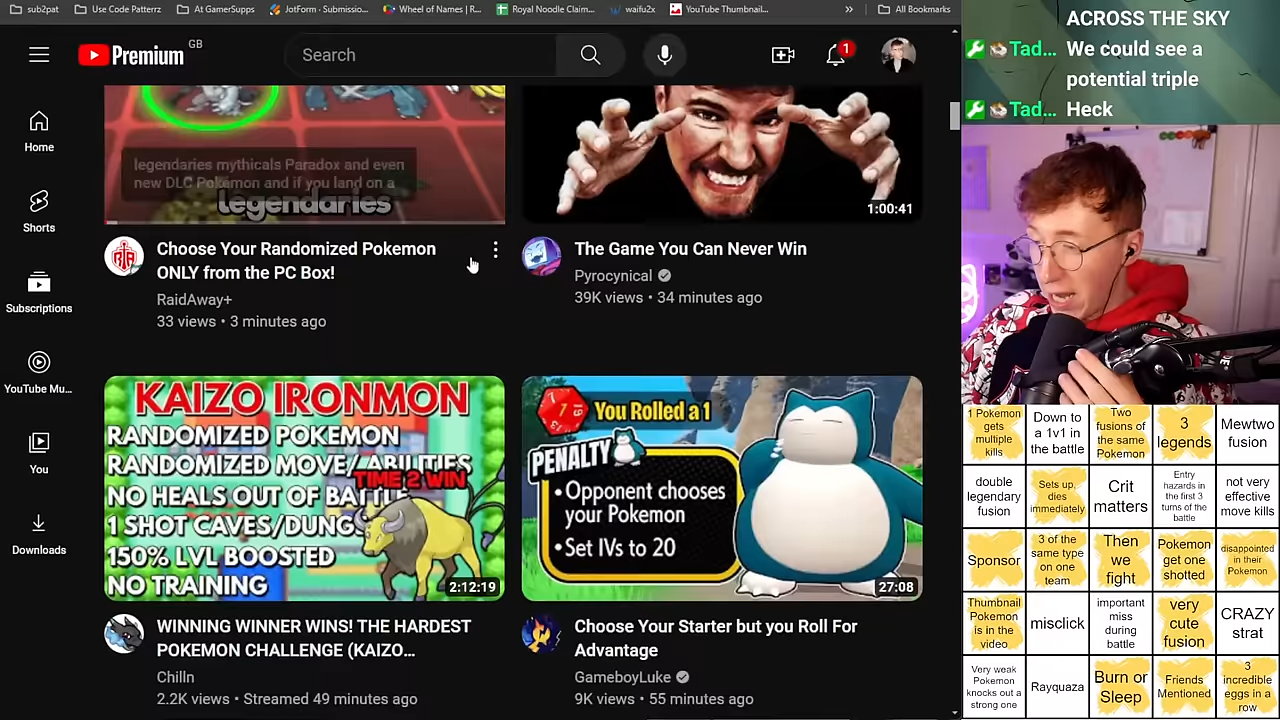 sub2pat
Use Code Patterz
At GamerSupps
JotForm · Submissio...
Wheel of Names | R...
Royal Noodle Claim...
waifu2x
YouTube Thumbnail...
»
All Bookmarks
Premium
GB
Search
1
Home
Shorts
Subscriptions
YouTube Mu...
You
Downloads
legendaries mythicals Paradox and even
new DLC Pokémon and if you land on a
legendaries
Choose Your Randomized Pokemon
ONLY from the PC Box!
RaidAway+
33 views • 3 minutes ago
1:00:41
The Game You Can Never Win
Pyrocynical
39K views • 34 minutes ago
KAIZO IRONMON
RANDOMIZED POKEMON
RANDOMIZED MOVE/ABILITIES
TIME 2 WIN
NO HEALS OUT OF BATTLE
1 SHOT CAVES/DUNG
150% LVL BOOSTED
NO TRAINING
2:12:19
WINNING WINNER WINS! THE HARDEST
POKEMON CHALLENGE (KAIZO...
Chilln
2.2K views • Streamed 49 minutes ago
1
You Rolled a 1
PENALTY
• Opponent chooses
your Pokemon
• Set IVs to 20
27:08
Choose Your Starter but you Roll For
Advantage
GameboyLuke
9K views • 55 minutes ago
ACROSS THE SKY
Tad... We could see a
potential triple
Tad... Heck
1 Pokemon gets multiple kills
Down to a 1v1 in the battle
Two fusions of the same Pokemon
3 legends
Mewtwo fusion
double legendary fusion
Sets up, dies immediately
Crit matters
Entry hazards in the first 3 turns of the battle
not very effective move kills
Sponsor
3 of the same type on one team
Then we fight
Pokemon get one shotted
disappointed in their Pokemon
Thumbnail Pokemon is in the video
misclick
important miss during battle
very cute fusion
CRAZY strat
Very weak Pokemon knocks out a strong one
Rayquaza
Burn or Sleep
Friends Mentioned
3 incredible eggs in a row